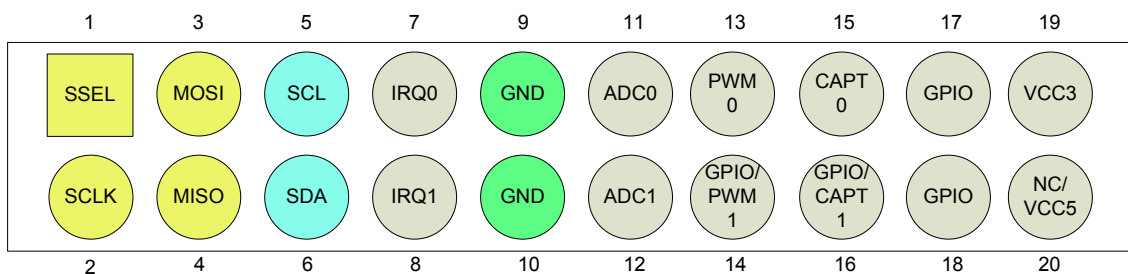 1 3 5 7 9 11 13 15 17 19
SSEL MOSI SCL IRQ0 GND ADC0 PWM
0 CAPT
0 GPIO VCC3
SCLK MISO SDA IRQ1 GND ADC1 GPIO/
PWM
1 GPIO/
CAPT
1 GPIO NC/
VCC5
2 4 6 8 10 12 14 16 18 20